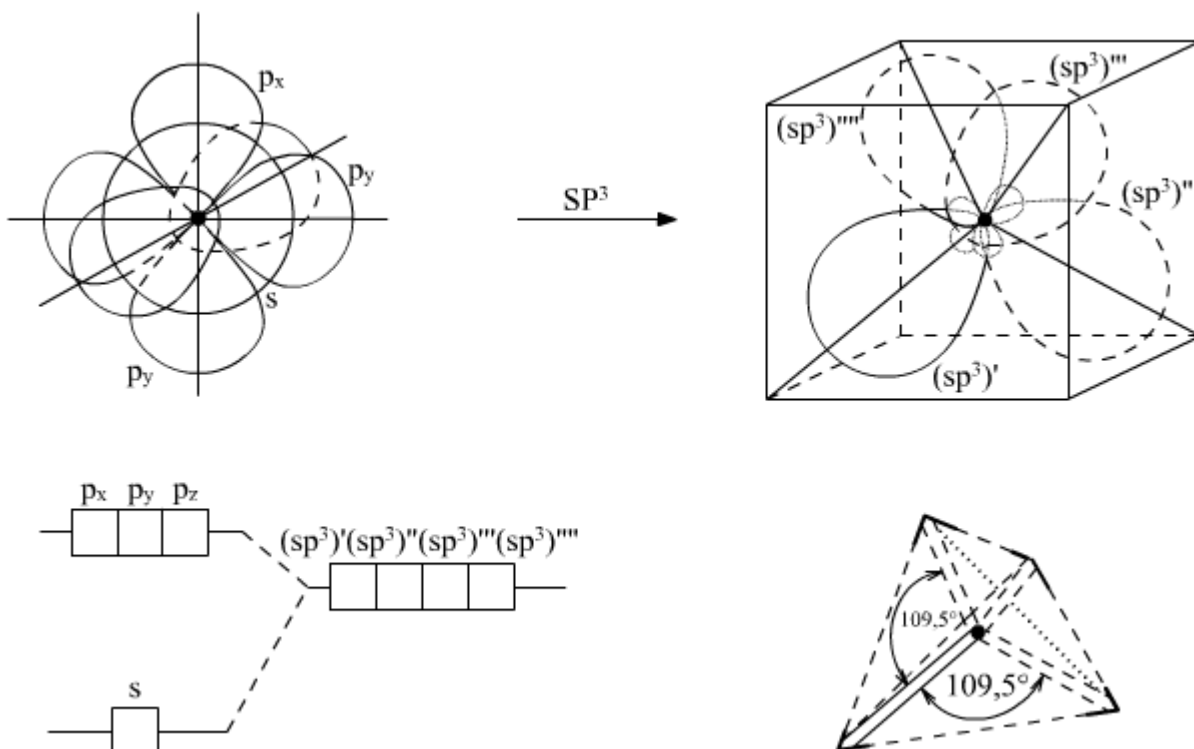 pₓ
p_y
s
p_y
SP³
(sp³)'''
(sp³)''''
(sp³)''
(sp³)'
pₓ p_y p_z
(sp³)'(sp³)''(sp³)'''(sp³)''''
s
109,5°
109,5°